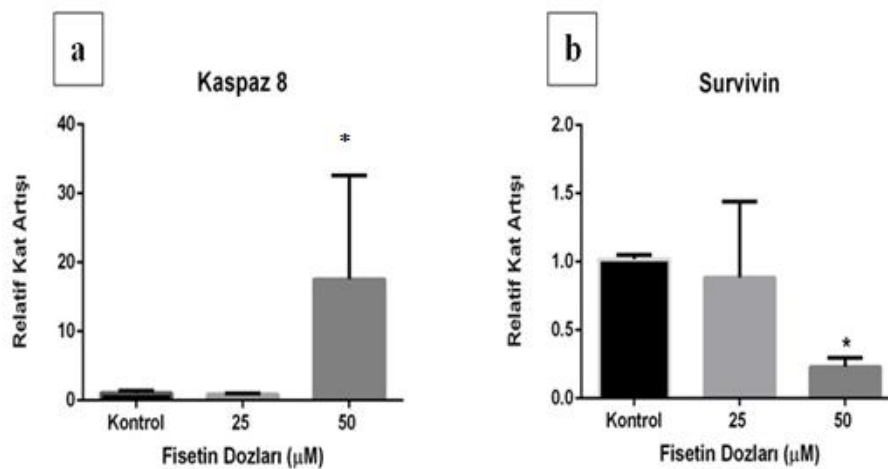 a
Kaspaz 8
Relatif Kat Artışı
40
30
20
10
0
*
Kontrol 25 50
Fisetin Dozları (µM)
b
Survivin
Relatif Kat Artışı
2.0
1.5
1.0
0.5
0.0
*
Kontrol 25 50
Fisetin Dozları (µM)